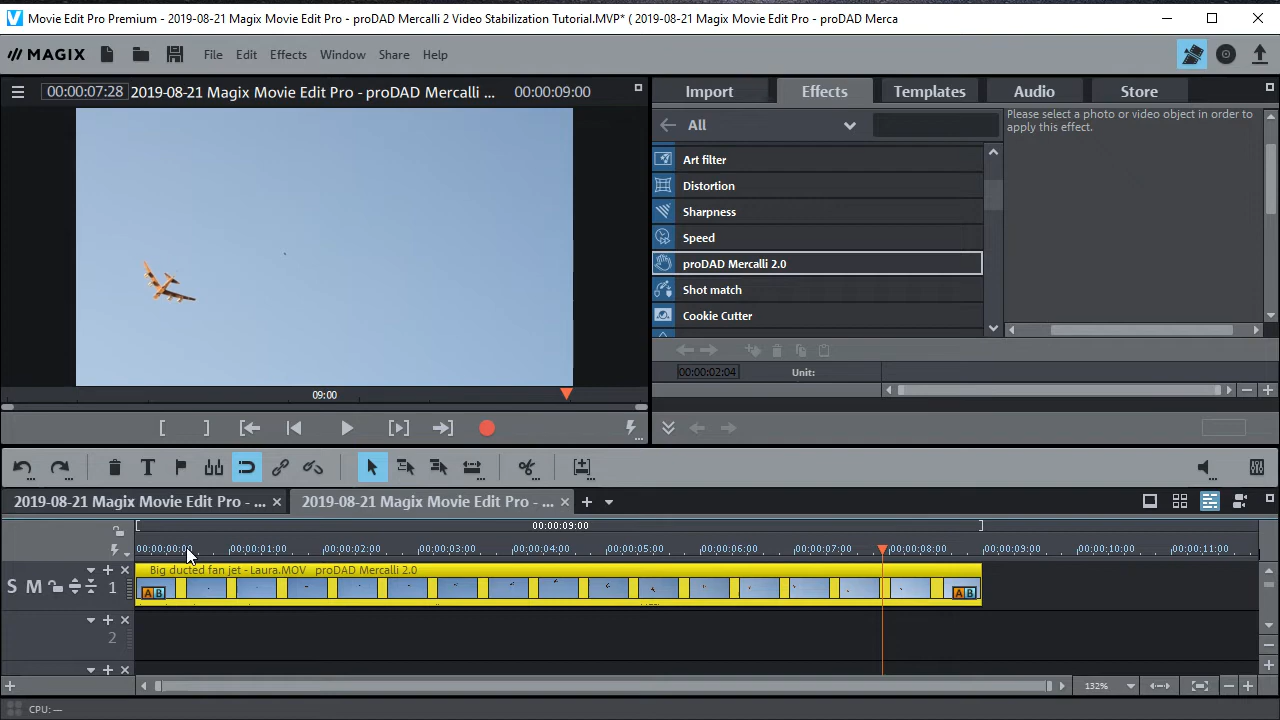 Movie Edit Pro Premium - 2019-08-21 Magix Movie Edit Pro - proDAD Mercalli 2 Video Stabilization Tutorial.MVP* ( 2019-08-21 Magix Movie Edit Pro - proDAD Merca
MAGIX File Edit Effects Window Share Help
00:00:07:28 2019-08-21 Magix Movie Edit Pro - proDAD Mercalli ... 00:00:09:00
Import Effects Templates Audio Store
All
Please select a photo or video object in order to
apply this effect.
Art filter
Distortion
Sharpness
Speed
proDAD Mercalli 2.0
Shot match
Cookie Cutter
00:00:02:04 Unit:
09:00
2019-08-21 Magix Movie Edit Pro - ... 2019-08-21 Magix Movie Edit Pro - ...
00:00:09:00
00:00:00:00 00:00:01:00 00:00:02:00 00:00:03:00 00:00:04:00 00:00:05:00 00:00:06:00 00:00:07:00 00:00:08:00 00:00:09:00 00:00:10:00 00:00:11:00
Big ducted fan jet - Laura.MOV proDAD Mercalli 2.0
S M 1
A B A B
2
132%
CPU: —